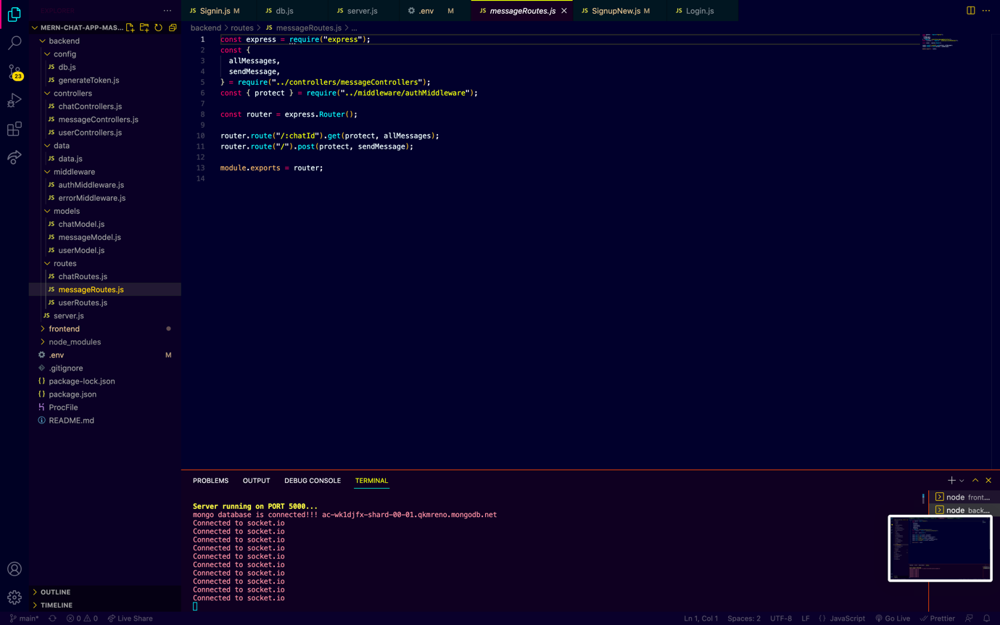 Signin.js M
db.js
server.js
.env M
messageRoutes.js
SignupNew.js M
Login.js
MERN-CHAT-APP-MAS...
backend
config
db.js
generateToken.js
controllers
chatControllers.js
messageControllers.js
userControllers.js
data
data.js
middleware
authMiddleware.js
errorMiddleware.js
models
chatModel.js
messageModel.js
userModel.js
routes
chatRoutes.js
messageRoutes.js
userRoutes.js
server.js
frontend
node_modules
.env M
.gitignore
package-lock.json
package.json
ProcFile
README.md
OUTLINE
TIMELINE
23
backend > routes > JS messageRoutes.js > ...
1 const express = require("express");
2 const {
3 allMessages,
4 sendMessage,
5 } = require("../controllers/messageControllers");
6 const { protect } = require("../middleware/authMiddleware");
7
8 const router = express.Router();
9
10 router.route("/:chatId").get(protect, allMessages);
11 router.route("/").post(protect, sendMessage);
12
13 module.exports = router;
14
PROBLEMS OUTPUT DEBUG CONSOLE TERMINAL
Server running on PORT 5000...
mongo database is connected!!! ac-wk1djfx-shard-00-01.qkmreno.mongodb.net
Connected to socket.io
Connected to socket.io
Connected to socket.io
Connected to socket.io
Connected to socket.io
Connected to socket.io
Connected to socket.io
Connected to socket.io
Connected to socket.io
Connected to socket.io
node front...
node back...
main* 0 0 Live Share
Ln 1, Col 1 Spaces: 2 UTF-8 LF {} JavaScript Go Live Prettier